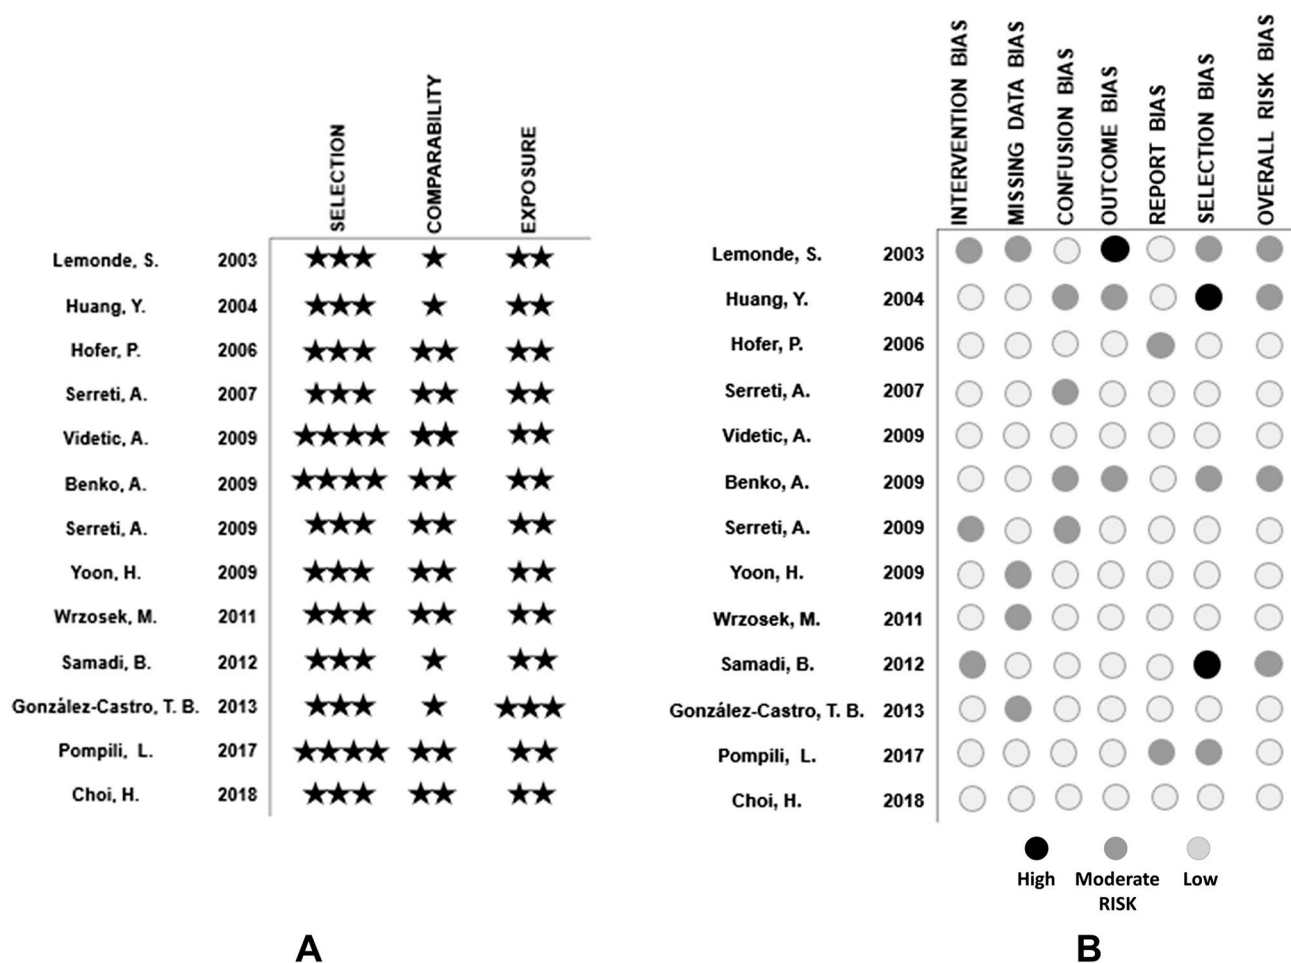 SELECTION
COMPARABILITY
EXPOSURE
Lemonde, S. 2003
Huang, Y. 2004
Hofer, P. 2006
Serreti, A. 2007
Videtic, A. 2009
Benko, A. 2009
Serreti, A. 2009
Yoon, H. 2009
Wrzosek, M. 2011
Samadi, B. 2012
González-Castro, T. B. 2013
Pompili, L. 2017
Choi, H. 2018
A
INTERVENTION BIAS
MISSING DATA BIAS
CONFUSION BIAS
OUTCOME BIAS
REPORT BIAS
SELECTION BIAS
OVERALL RISK BIAS
Lemonde, S. 2003
Huang, Y. 2004
Hofer, P. 2006
Serreti, A. 2007
Videtic, A. 2009
Benko, A. 2009
Serreti, A. 2009
Yoon, H. 2009
Wrzosek, M. 2011
Samadi, B. 2012
González-Castro, T. B. 2013
Pompili, L. 2017
Choi, H. 2018
High Moderate Low
RISK
B